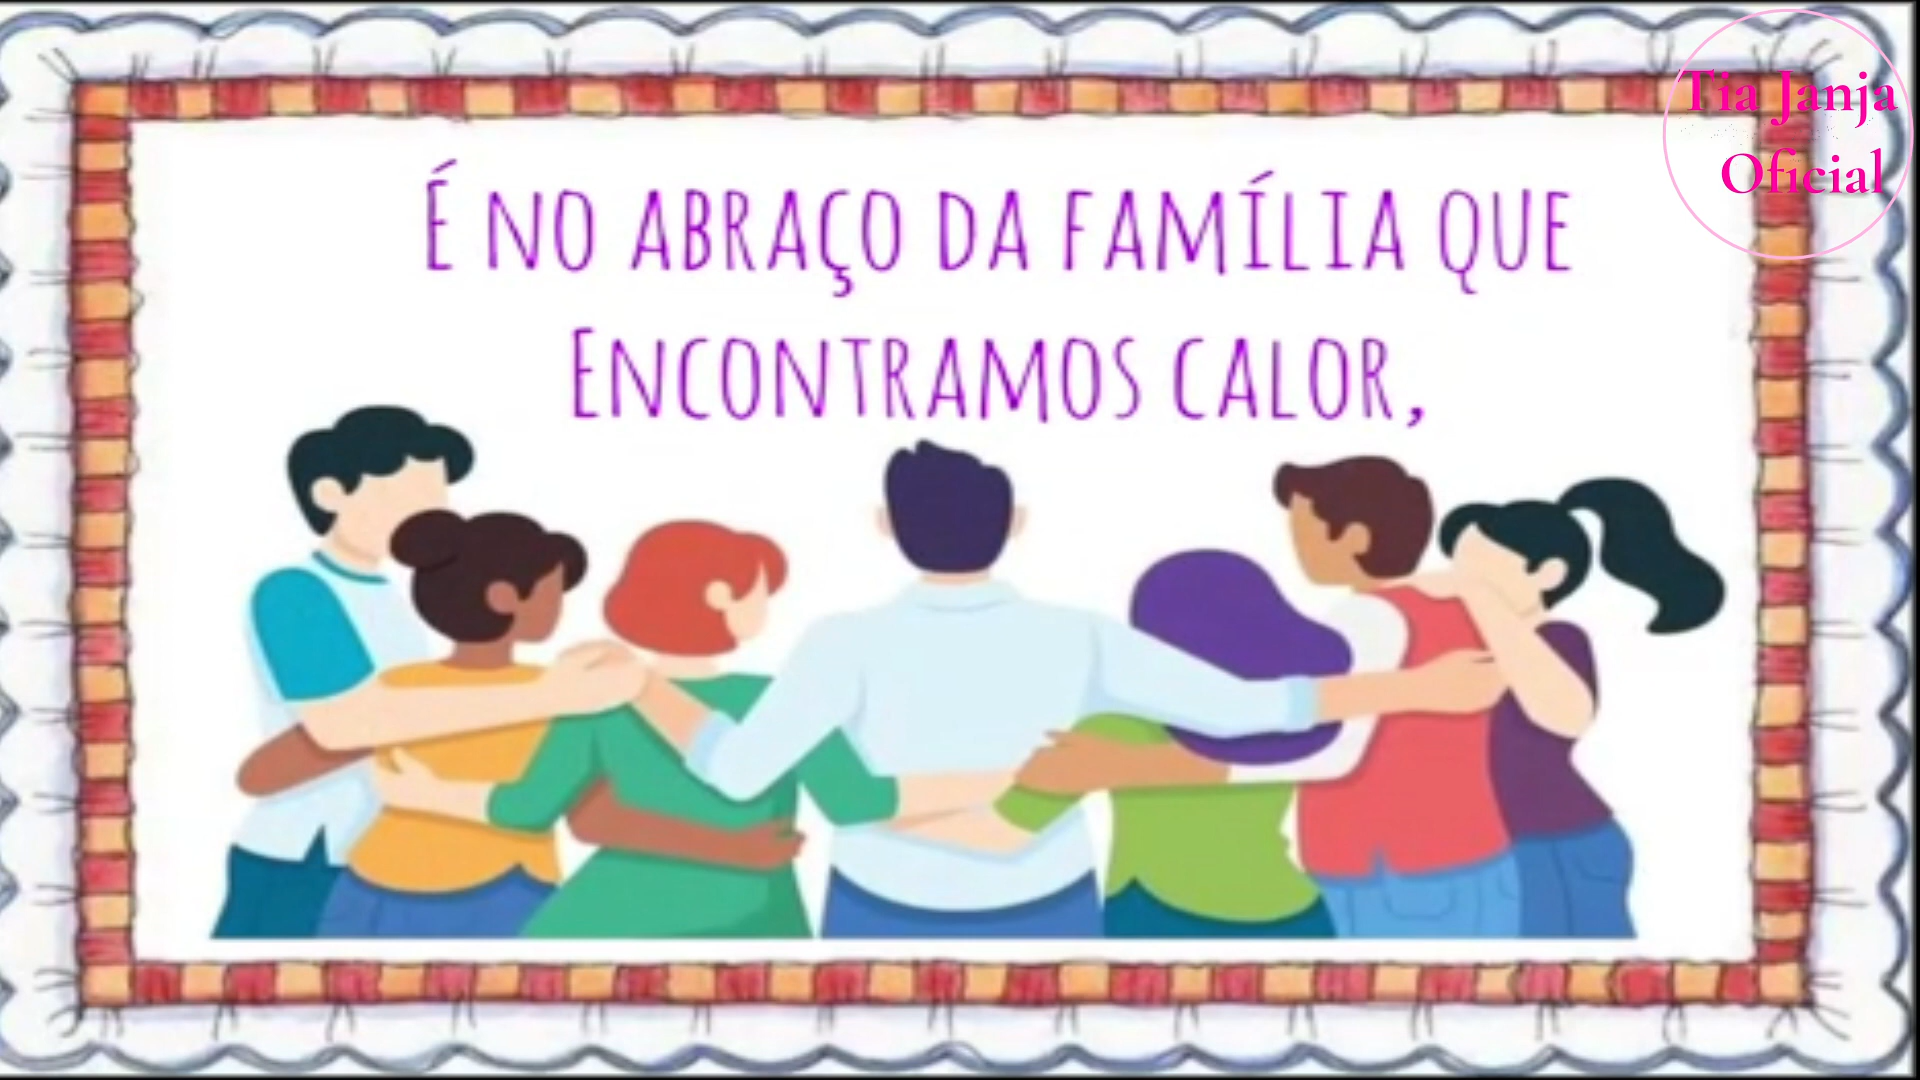 Tia Janja
Oficial
É NO ABRAÇO DA FAMÍLIA QUE
ENCONTRAMOS CALOR,